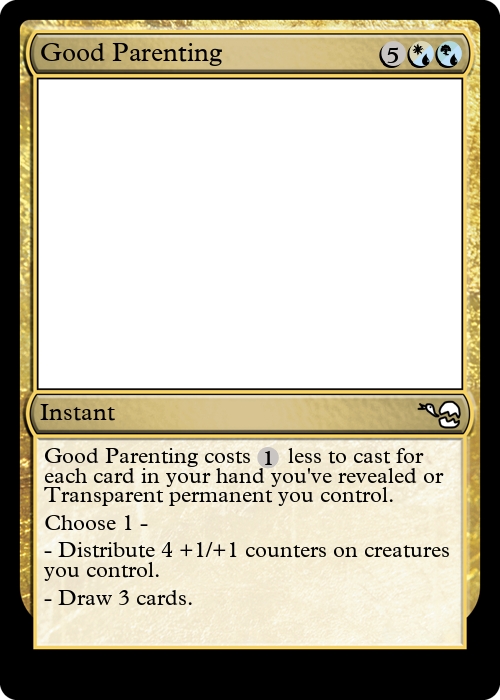 Good Parenting 5
Instant
Good Parenting costs 1 less to cast for
each card in your hand you've revealed or
Transparent permanent you control.
Choose 1 -
- Distribute 4 +1/+1 counters on creatures
you control.
- Draw 3 cards.